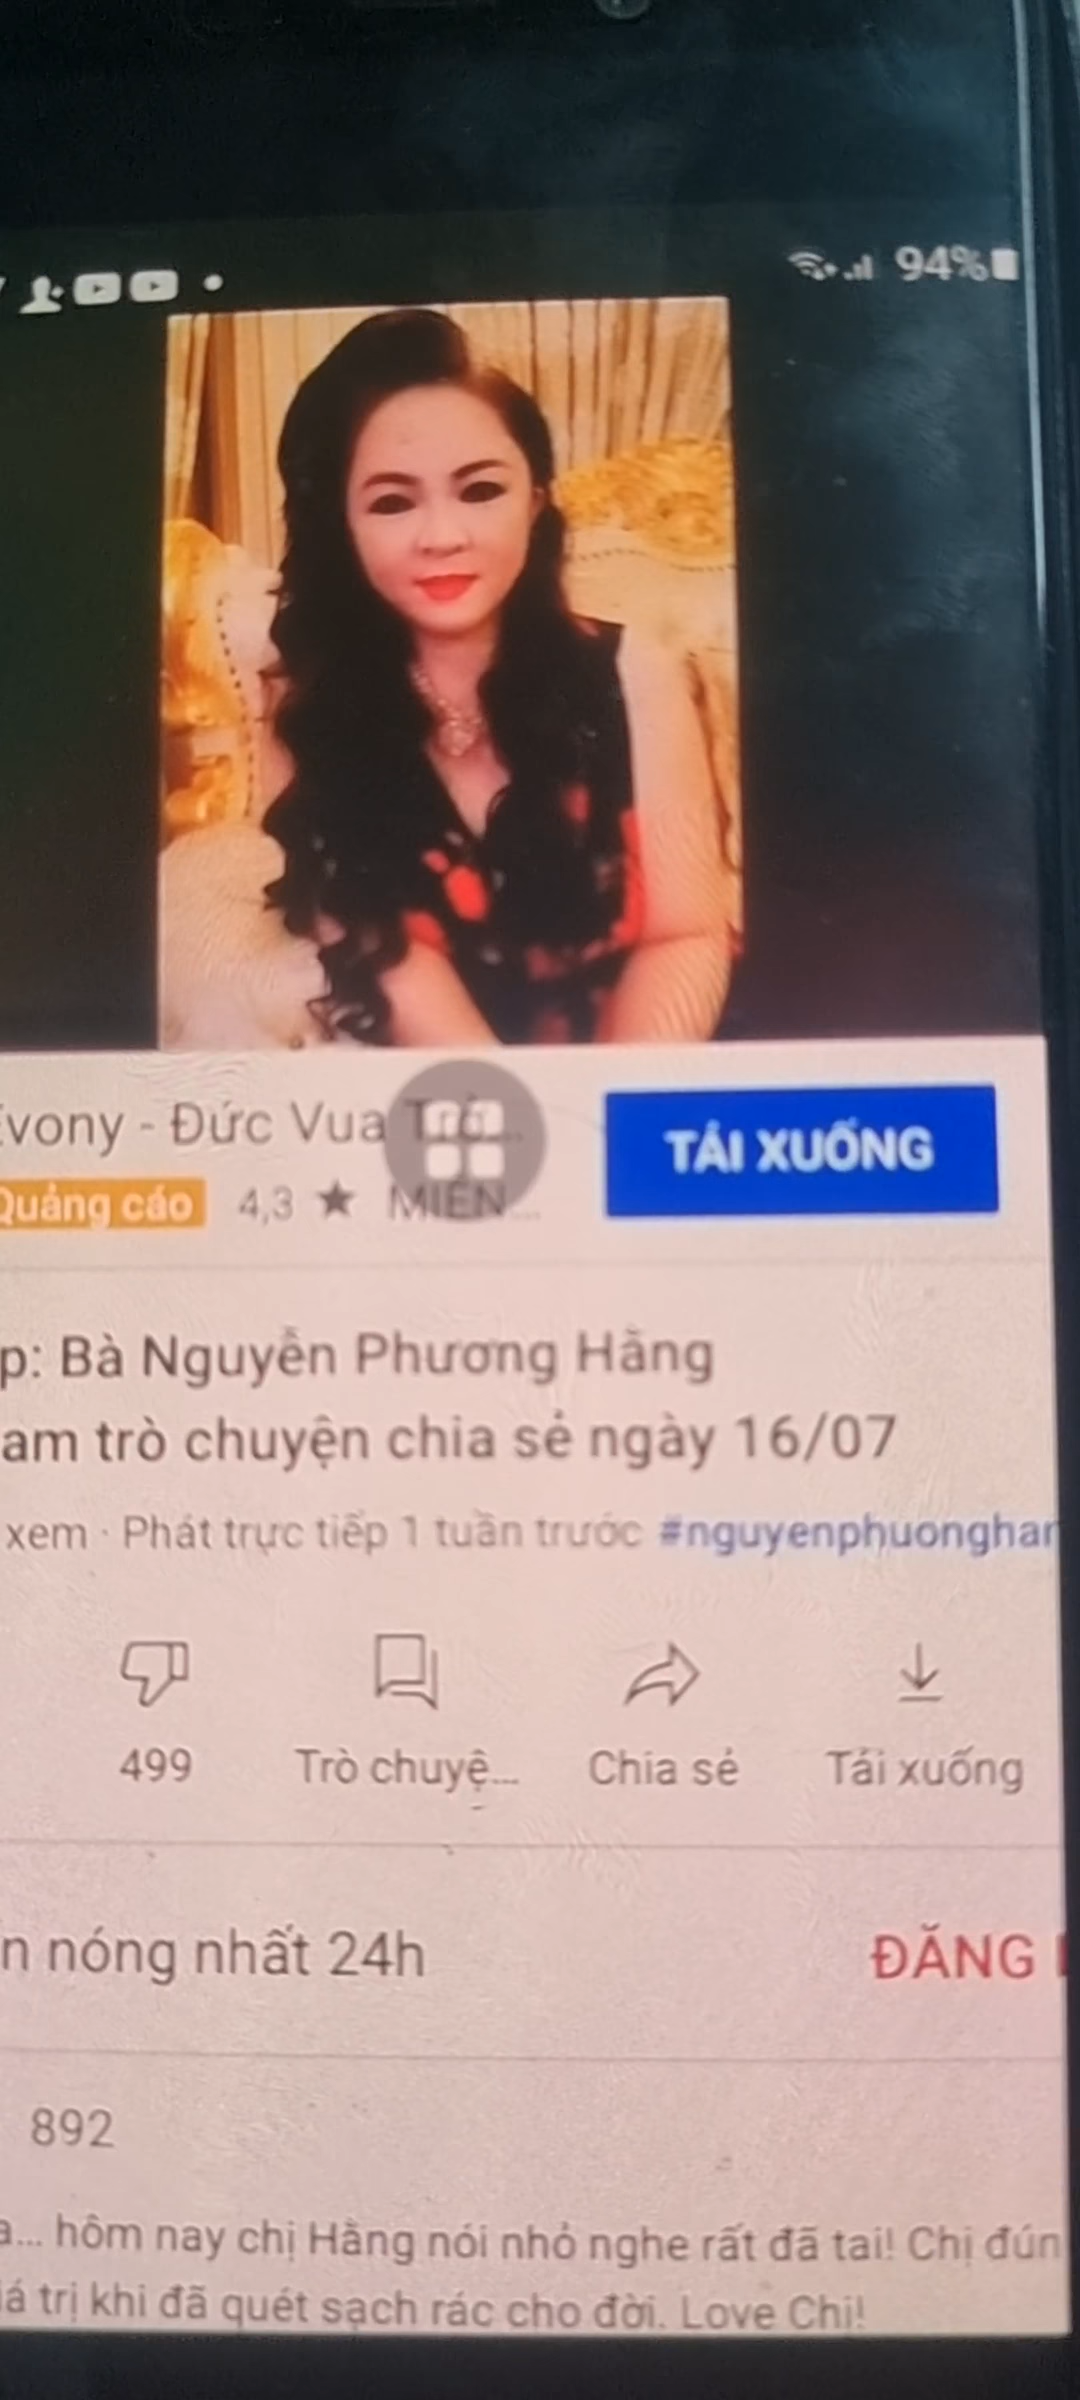 94%
Evony - Đức Vua Trở...
TẢI XUỐNG
Quảng cáo 4,3 ★ MIỄN...
p: Bà Nguyễn Phương Hằng
am trò chuyện chia sẻ ngày 16/07
xem · Phát trực tiếp 1 tuần trước #nguyenphuonghan
499 Trò chuyệ... Chia sẻ Tải xuống
n nóng nhất 24h ĐĂNG
892
a... hôm nay chị Hằng nói nhỏ nghe rất đã tai! Chị đún
iá trị khi đã quét sạch rác cho đời. Love Chị!